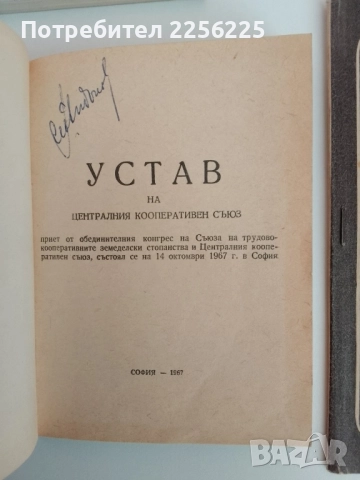 Потребител 2256225
УСТАВ
НА
ЦЕНТРАЛНИЯ КООПЕРАТИВЕН СЪЮЗ
приет от обединителния конгрес на Съюза на трудово-
кооперативните земеделски стопанства и Централния коопе-
ративен съюз, състоял се на 14 октомври 1967 г. в София
СОФИЯ — 1967
BAZAR